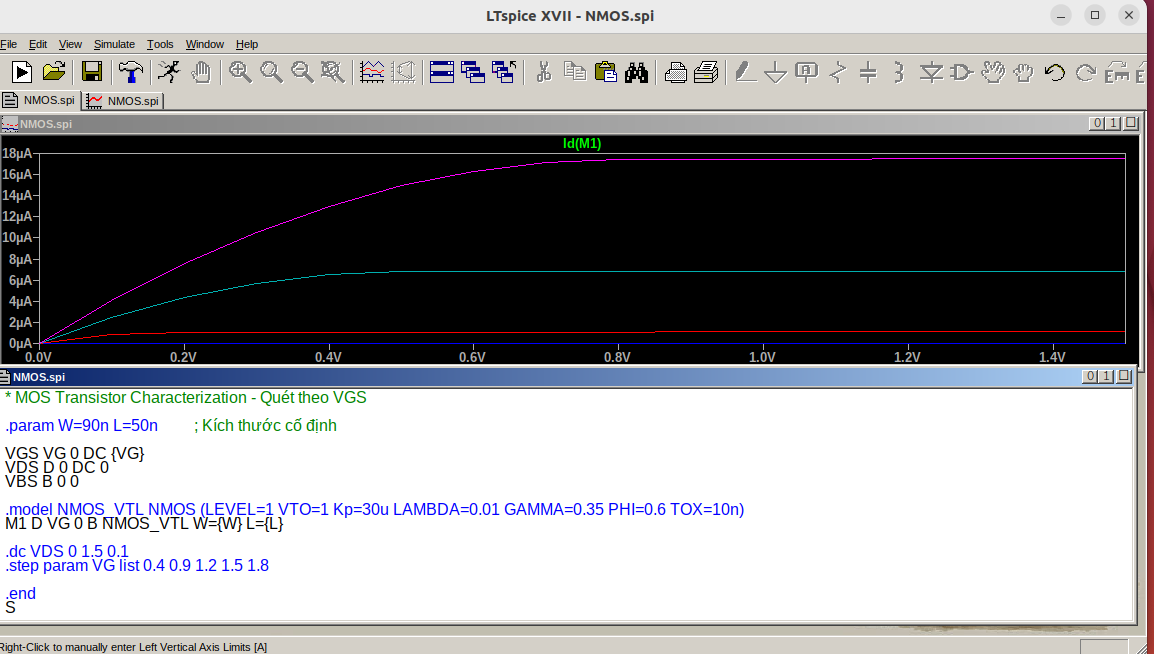 LTspice XVII - NMOS.spi
File Edit View Simulate Tools Window Help
NMOS.spi NMOS.spi
NMOS.spi
Id(M1)
18µA
16µA
14µA
12µA
10µA
8µA
6µA
4µA
2µA
0µA
0.0V 0.2V 0.4V 0.6V 0.8V 1.0V 1.2V 1.4V
NMOS.spi
* MOS Transistor Characterization - Quét theo VGS
.param W=90n L=50n ; Kích thước cố định
VGS VG 0 DC {VG}
VDS D 0 DC 0
VBS B 0 0
.model NMOS_VTL NMOS (LEVEL=1 VTO=1 Kp=30u LAMBDA=0.01 GAMMA=0.35 PHI=0.6 TOX=10n)
M1 D VG 0 B NMOS_VTL W={W} L={L}
.dc VDS 0 1.5 0.1
.step param VG list 0.4 0.9 1.2 1.5 1.8
.end
S
Right-Click to manually enter Left Vertical Axis Limits [A]